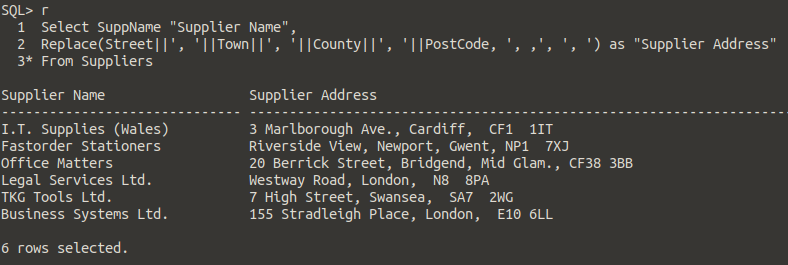 SQL> r
  1  Select SuppName "Supplier Name",
  2  Replace(Street||', '||Town||', '||County||', '||PostCode, ', ,', ', ') as "Supplier Address"
  3* From Suppliers
Supplier Name                 Supplier Address
------------------------------ -----------------------------------------------------------------
I.T. Supplies (Wales)         3 Marlborough Ave., Cardiff,  CF1  1IT
Fastorder Stationers          Riverside View, Newport, Gwent, NP1  7XJ
Office Matters                20 Berrick Street, Bridgend, Mid Glam., CF38 3BB
Legal Services Ltd.           Westway Road, London,  N8  8PA
TKG Tools Ltd.                7 High Street, Swansea,  SA7  2WG
Business Systems Ltd.         155 Stradleigh Place, London,  E10 6LL
6 rows selected.